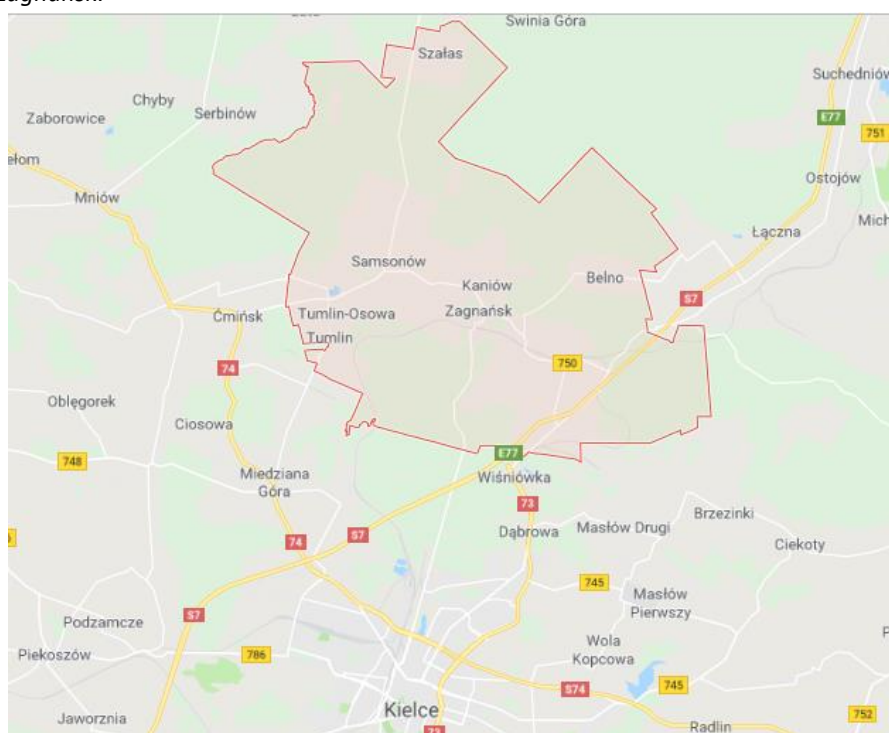 Swinia Góra
Szałas
Suchedniów
Chyby
Serbinów
Zaborowice
E77
751
Ostojów
Mniów
Łączna
Samsonów
Kaniów
Belno
S7
Ćmińsk
Tumlin-Osowa
Zagnańsk
Tumlin
74
750
Oblęgorek
Ciosowa
E77
748
Miedziana
Góra
Wiśniówka
73
Brzezinki
S7
Dąbrowa
Masłów Drugi
74
Ciekoty
745
Masłów
Pierwszy
S7
Podzamcze
Wola
Kopcowa
Piekoszów
786
S74
745
Kielce
752
Jaworznia
Radlin
73